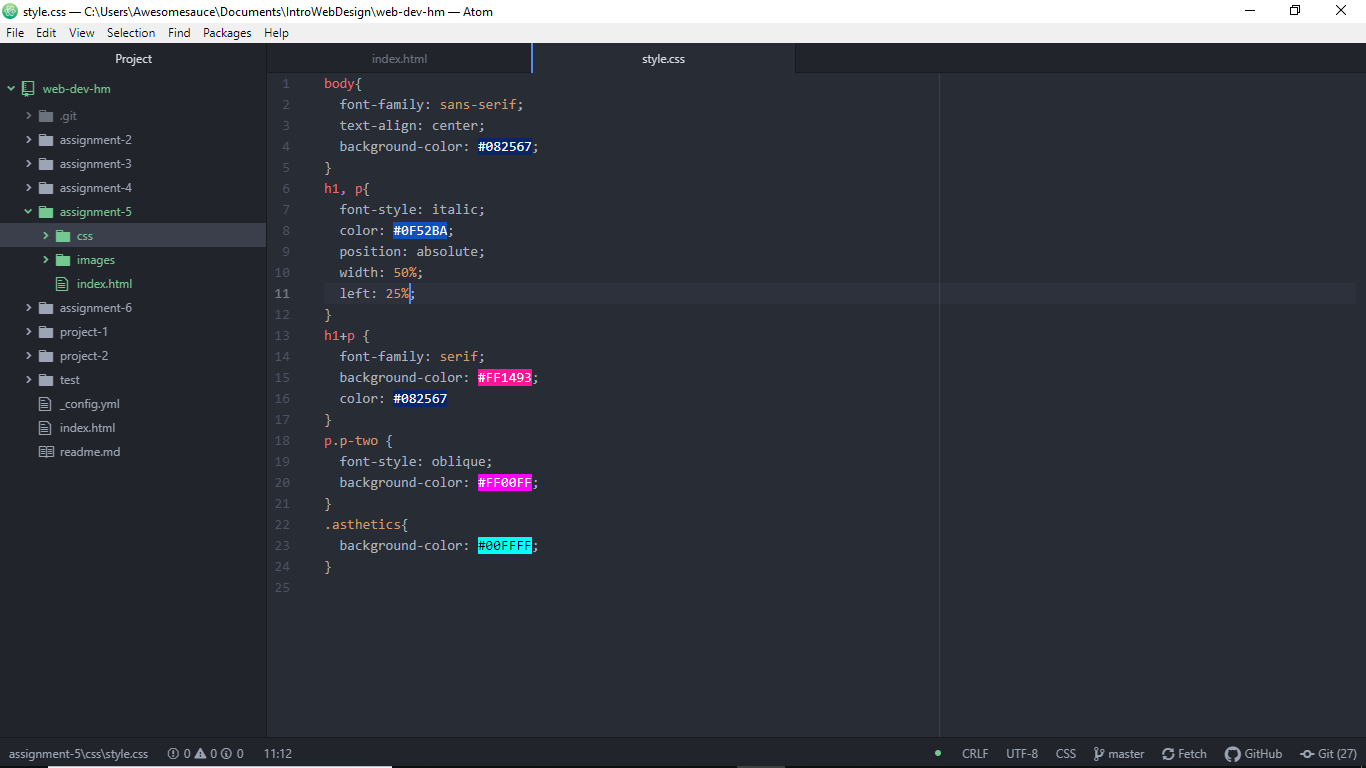 style.css — C:\Users\Awesomesauce\Documents\IntroWebDesign\web-dev-hm — Atom
File Edit View Selection Find Packages Help
Project
index.html
style.css
web-dev-hm
.git
assignment-2
assignment-3
assignment-4
assignment-5
css
images
index.html
assignment-6
project-1
project-2
test
_config.yml
index.html
readme.md
1 body{
2 font-family: sans-serif;
3 text-align: center;
4 background-color: #082567;
5 }
6 h1, p{
7 font-style: italic;
8 color: #0F52BA;
9 position: absolute;
10 width: 50%;
11 left: 25%;
12 }
13 h1+p {
14 font-family: serif;
15 background-color: #FF1493;
16 color: #082567
17 }
18 p.p-two {
19 font-style: oblique;
20 background-color: #FF00FF;
21 }
22 .asthetics{
23 background-color: #00FFFF;
24 }
25
assignment-5\css\style.css 0 0 0 11:12 CRLF UTF-8 CSS master Fetch GitHub Git (27)